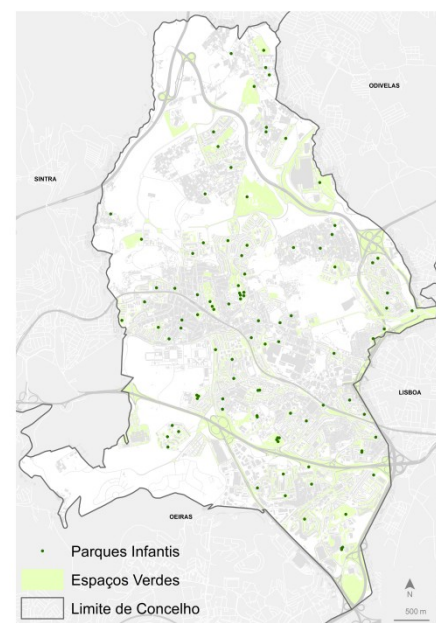 ODIVELAS
SINTRA
LISBOA
OEIRAS
Parques Infantis
Espaços Verdes
Limite de Concelho
N
500 m